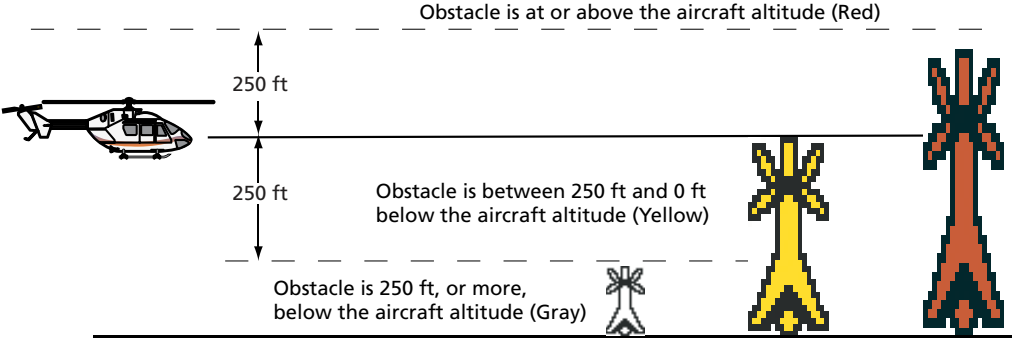 Obstacle is at or above the aircraft altitude (Red)
250 ft
250 ft
Obstacle is between 250 ft and 0 ft
below the aircraft altitude (Yellow)
Obstacle is 250 ft, or more,
below the aircraft altitude (Gray)